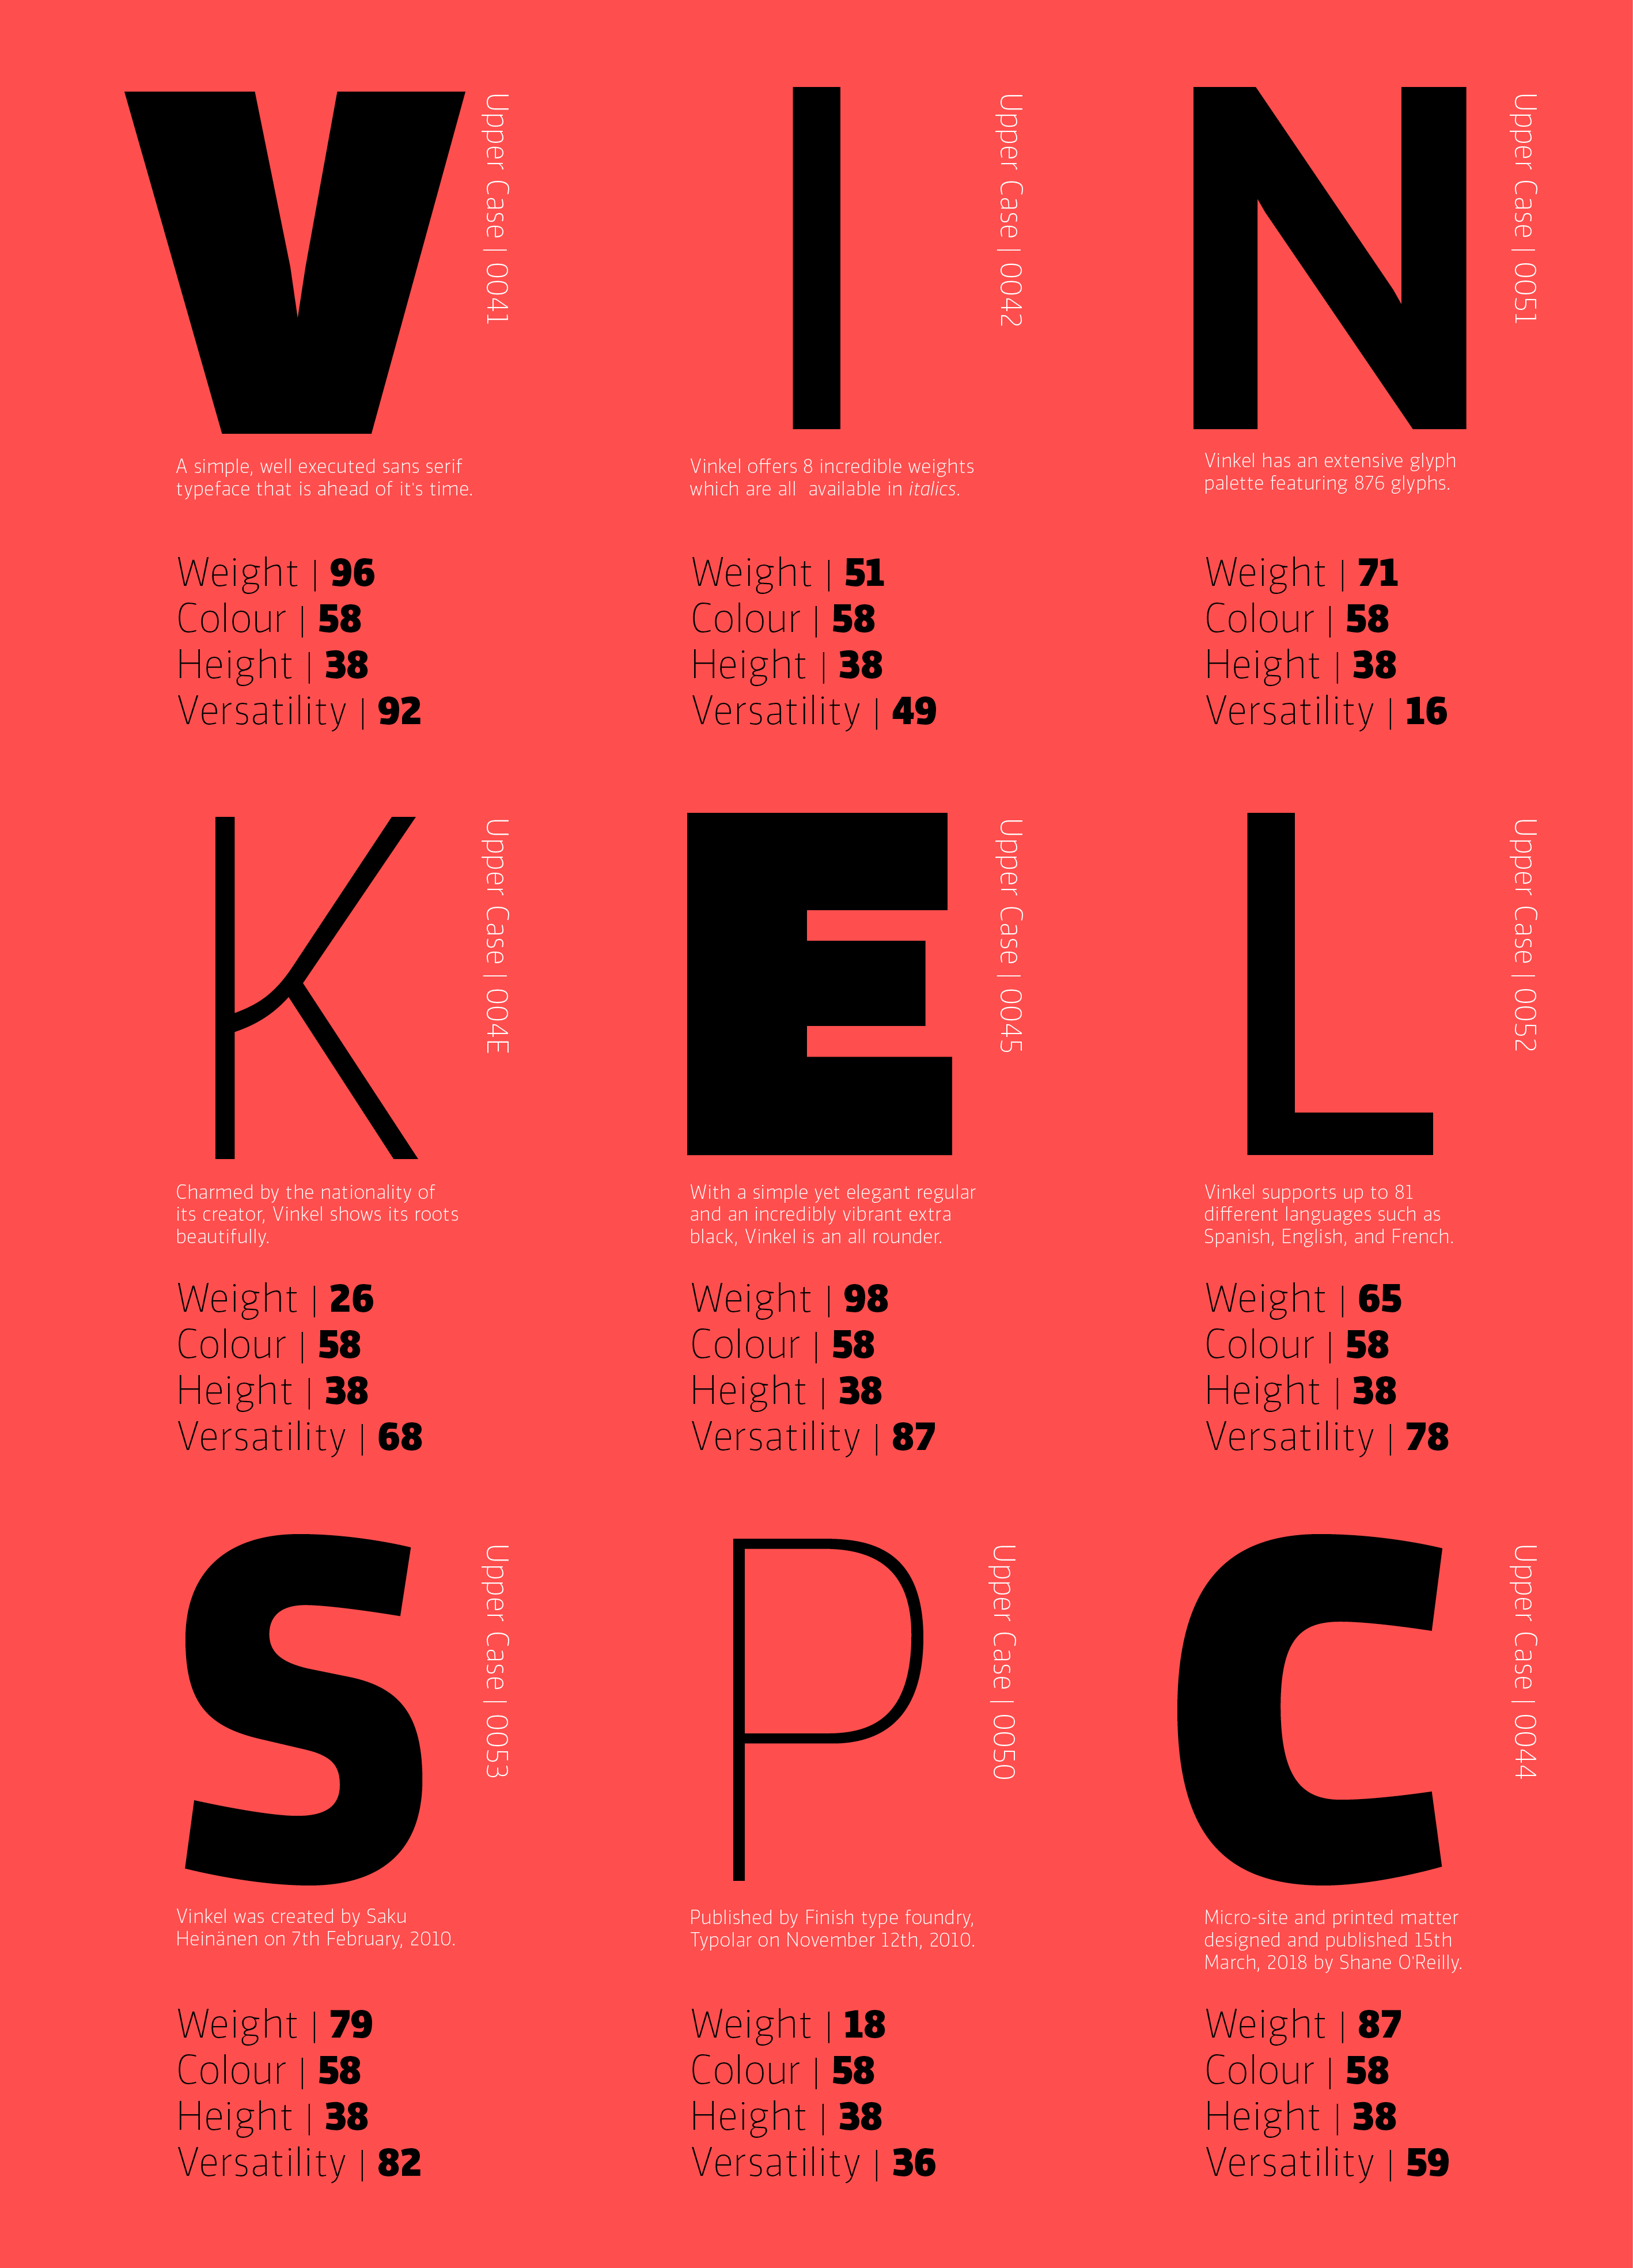 V
Upper Case | 0041
A simple, well executed sans serif
typeface that is ahead of it's time.
Weight | 96
Colour | 58
Height | 38
Versatility | 92
I
Upper Case | 0042
Vinkel offers 8 incredible weights
which are all  available in italics.
Weight | 51
Colour | 58
Height | 38
Versatility | 49
N
Upper Case | 0051
Vinkel has an extensive glyph
palette featuring 876 glyphs.
Weight | 71
Colour | 58
Height | 38
Versatility | 16
K
Upper Case | 004E
Charmed by the nationality of
its creator, Vinkel shows its roots
beautifully.
Weight | 26
Colour | 58
Height | 38
Versatility | 68
E
Upper Case | 0045
With a simple yet elegant regular
and an incredibly vibrant extra
black, Vinkel is an all rounder.
Weight | 98
Colour | 58
Height | 38
Versatility | 87
L
Upper Case | 0052
Vinkel supports up to 81
different languages such as
Spanish, English, and French.
Weight | 65
Colour | 58
Height | 38
Versatility | 78
S
Upper Case | 0053
Vinkel was created by Saku
Heinänen on 7th February, 2010.
Weight | 79
Colour | 58
Height | 38
Versatility | 82
P
Upper Case | 0050
Published by Finish type foundry,
Typolar on November 12th, 2010.
Weight | 18
Colour | 58
Height | 38
Versatility | 36
C
Upper Case | 0044
Micro-site and printed matter
designed and published 15th
March, 2018 by Shane O'Reilly.
Weight | 87
Colour | 58
Height | 38
Versatility | 59